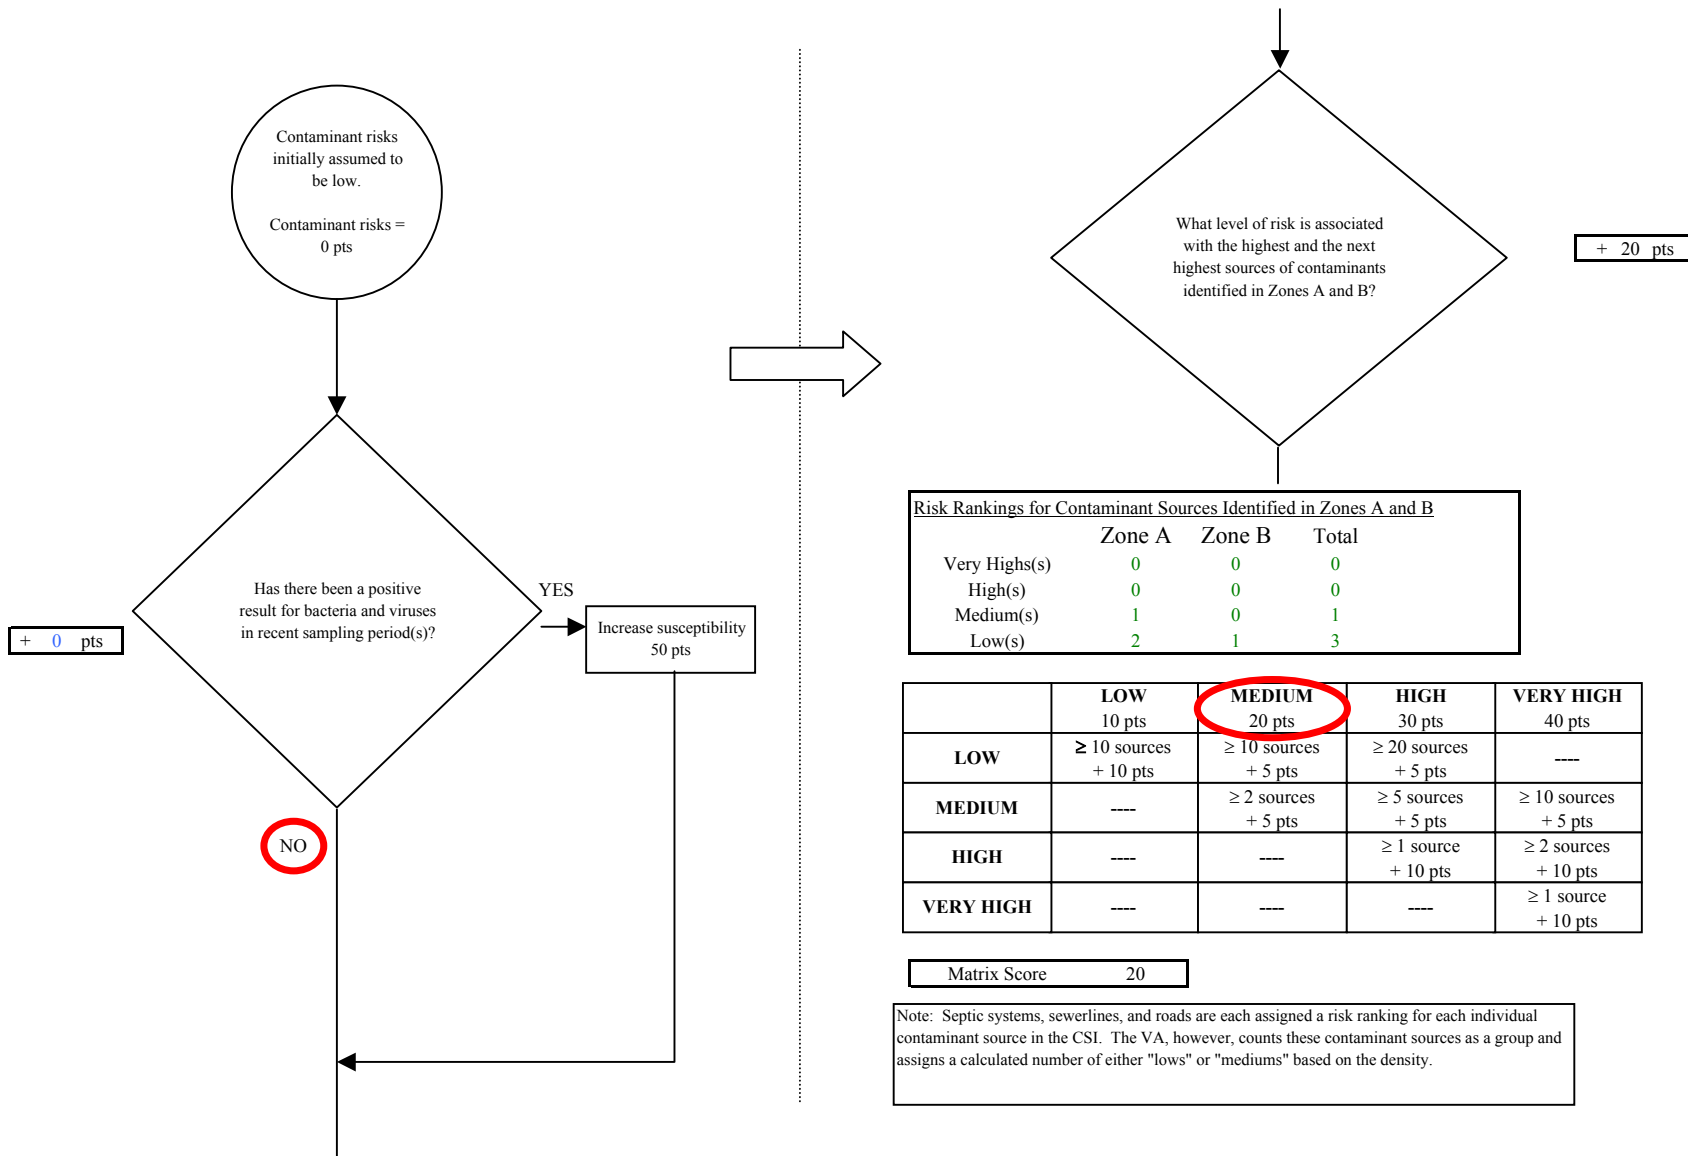 Contaminant risks
initially assumed to
be low.
Contaminant risks =
0 pts
Has there been a positive
result for bacteria and viruses
in recent sampling period(s)?
+ 0 pts
YES
Increase susceptibility
50 pts
NO
What level of risk is associated
with the highest and the next
highest sources of contaminants
identified in Zones A and B?
+ 20 pts
Risk Rankings for Contaminant Sources Identified in Zones A and B
Zone A Zone B Total
Very Highs(s) 0 0 0
High(s) 0 0 0
Medium(s) 1 0 1
Low(s) 2 1 3
LOW MEDIUM HIGH VERY HIGH
10 pts 20 pts 30 pts 40 pts
LOW ≥ 10 sources ≥ 10 sources ≥ 20 sources ----
+ 10 pts + 5 pts + 5 pts
MEDIUM ---- ≥ 2 sources ≥ 5 sources ≥ 10 sources
+ 5 pts + 5 pts + 5 pts
HIGH ---- ---- ≥ 1 source ≥ 2 sources
+ 10 pts + 10 pts
VERY HIGH ---- ---- ---- ≥ 1 source
+ 10 pts
Matrix Score 20
Note: Septic systems, sewerlines, and roads are each assigned a risk ranking for each individual
contaminant source in the CSI. The VA, however, counts these contaminant sources as a group and
assigns a calculated number of either "lows" or "mediums" based on the density.